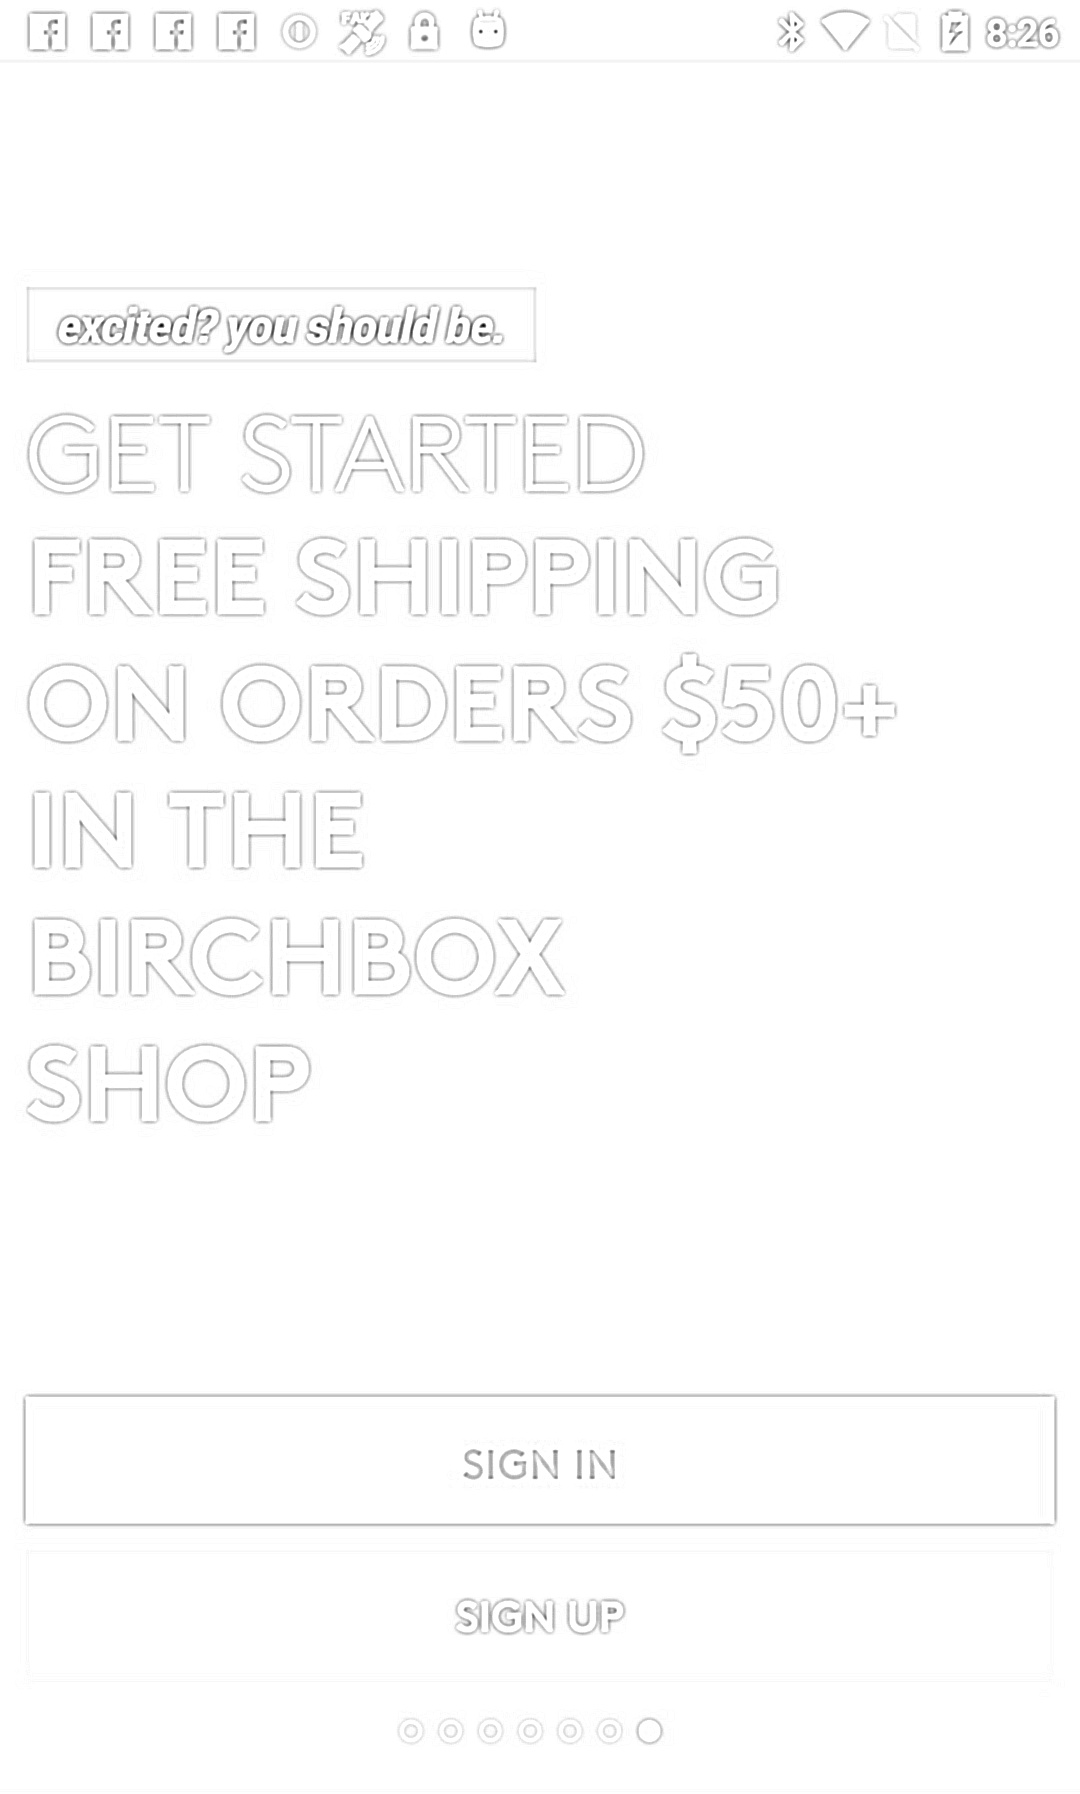 FAV
8:26
excited? you should be.
GET STARTED
FREE SHIPPING
ON ORDERS $50+
IN THE
BIRCHBOX
SHOP
SIGN IN
SIGN UP